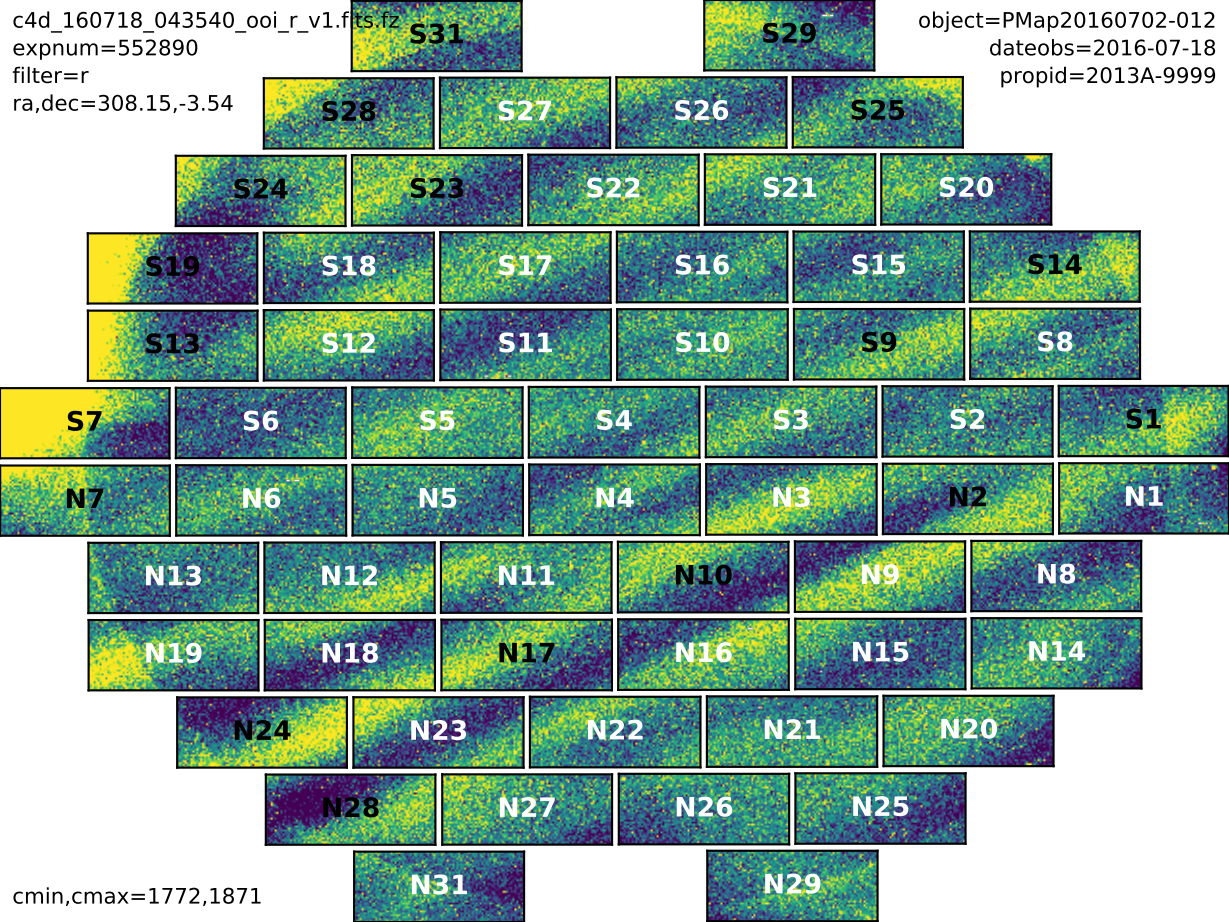 c4d_160718_043540_ooi_r_v1.fits.fz
expnum=552890
filter=r
ra,dec=308.15,-3.54
object=PMap20160702-012
dateobs=2016-07-18
propid=2013A-9999
S31 S29
S28 S27 S26 S25
S24 S23 S22 S21 S20
S19 S18 S17 S16 S15 S14
S13 S12 S11 S10 S9 S8
S7 S6 S5 S4 S3 S2 S1
N7 N6 N5 N4 N3 N2 N1
N13 N12 N11 N10 N9 N8
N19 N18 N17 N16 N15 N14
N24 N23 N22 N21 N20
N28 N27 N26 N25
N31 N29
cmin,cmax=1772,1871